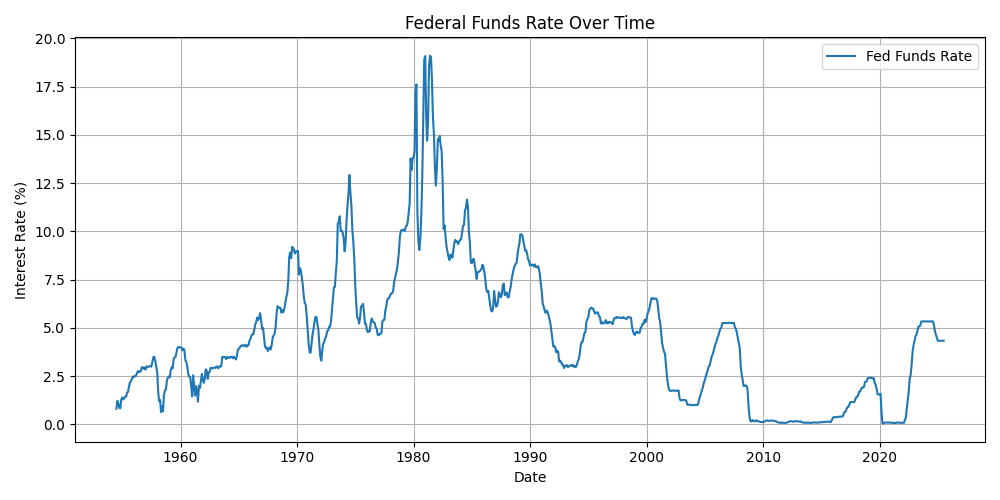 Federal Funds Rate Over Time
Fed Funds Rate
Interest Rate (%)
20.0
17.5
15.0
12.5
10.0
7.5
5.0
2.5
0.0
1960 1970 1980 1990 2000 2010 2020
Date